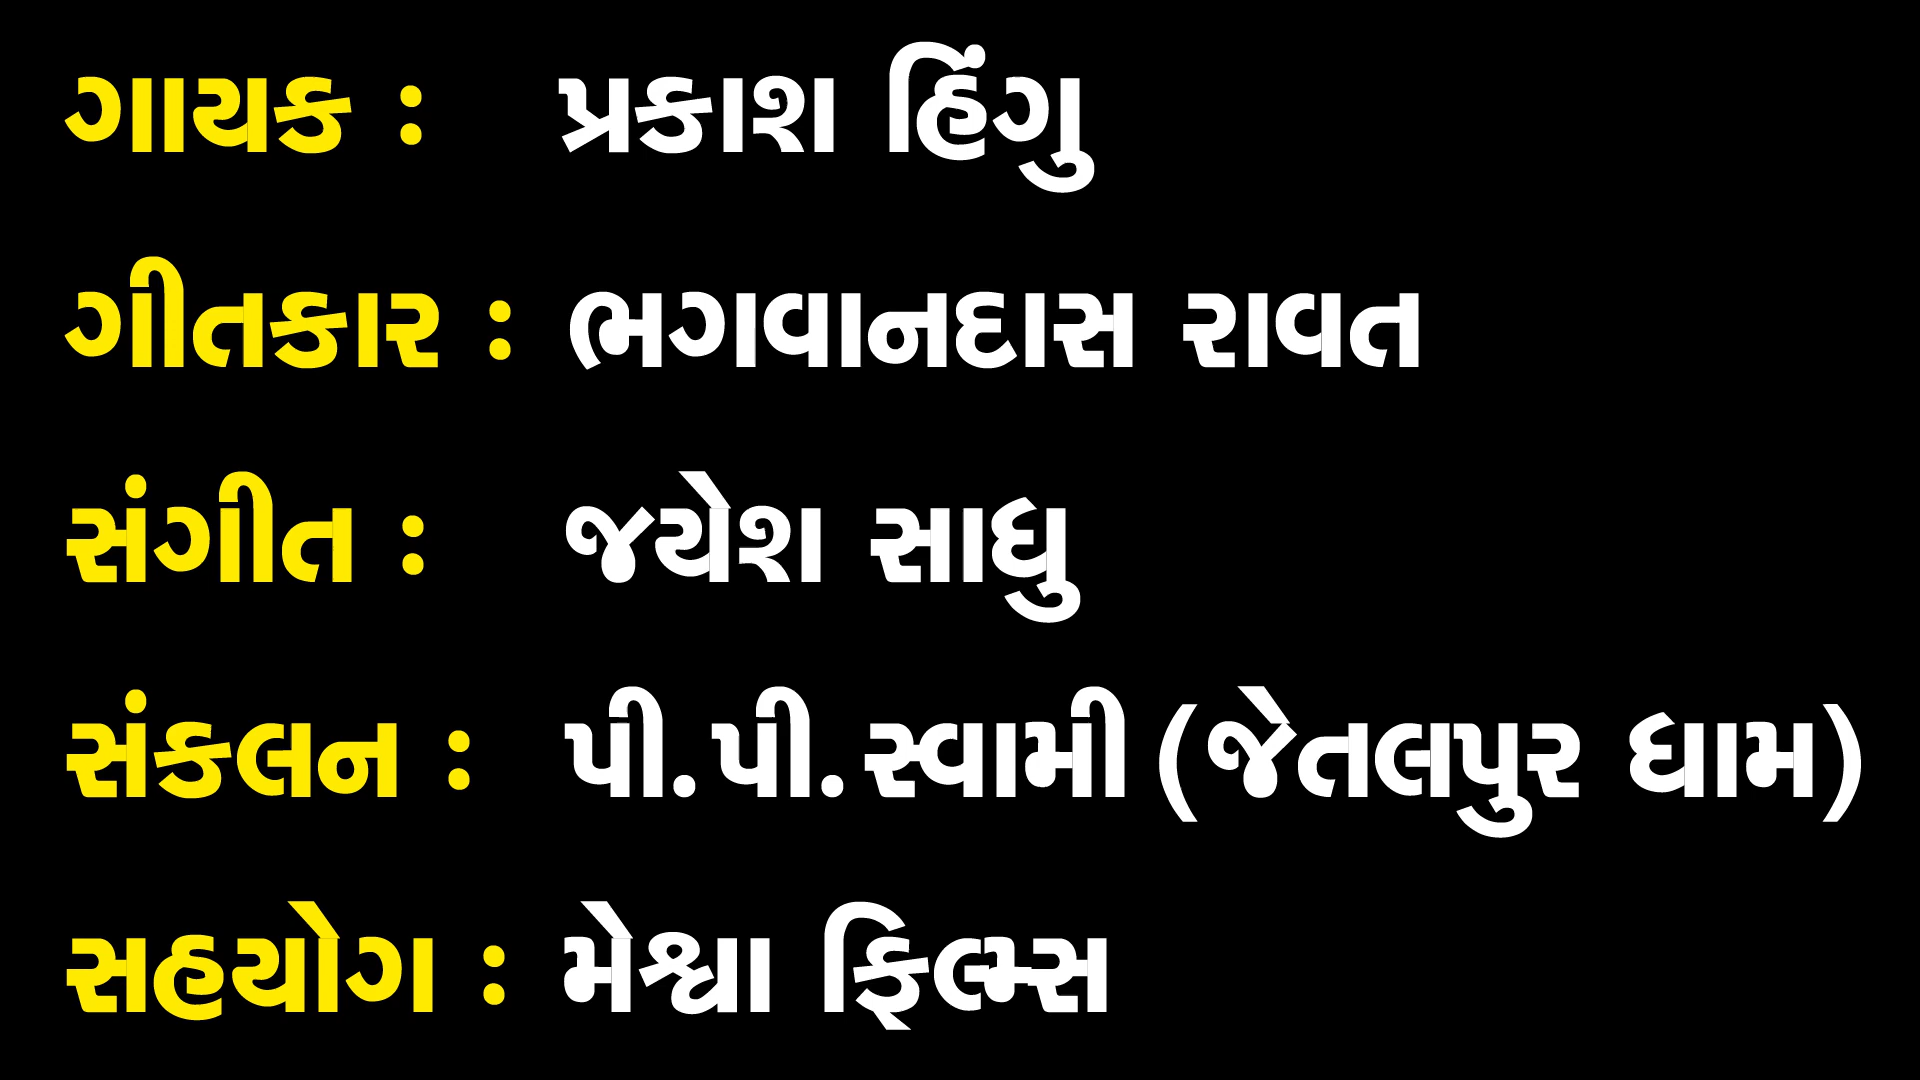 ગાયક : પ્રકાશ હિંગુ
ગીતકાર : ભગવાનદાસ રાવત
સંગીત : જયેશ સાધુ
સંકલન : પી.પી.સ્વામી (જેતલપુર ધામ)
સહયોગ : મેશ્વા ફિલ્મ્સ